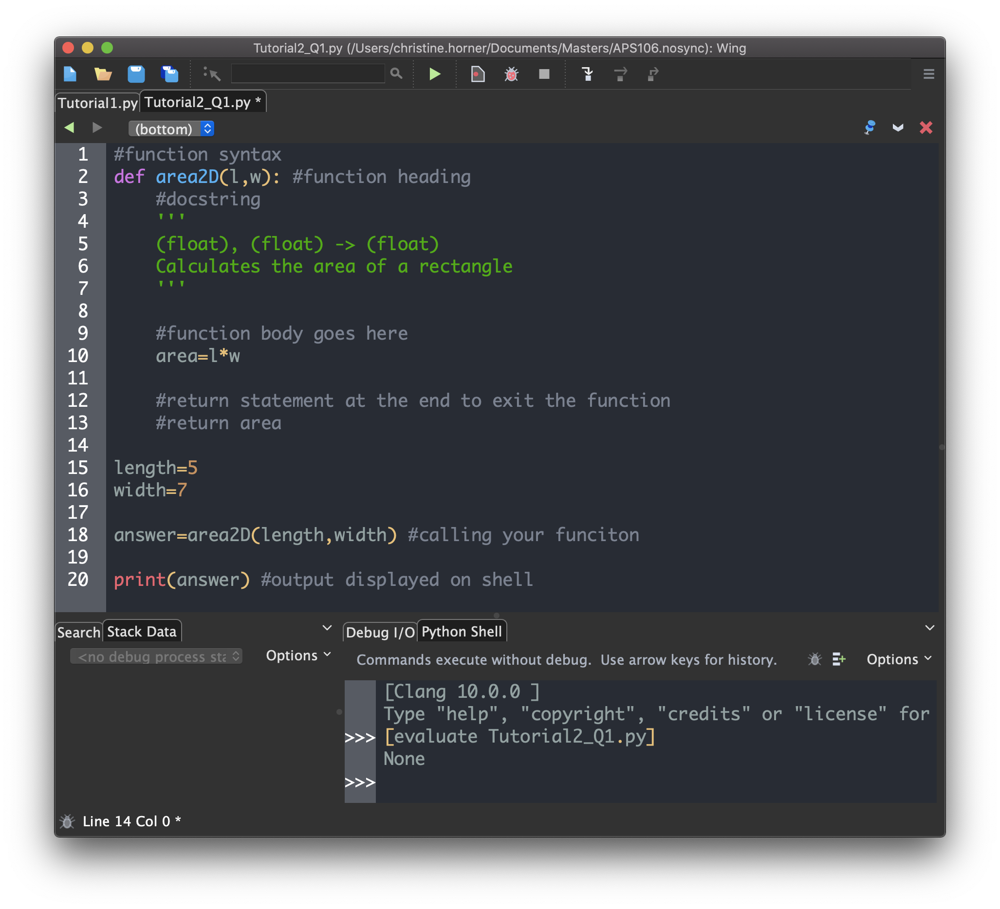 Tutorial2_Q1.py (/Users/christine.horner/Documents/Masters/APS106.nosync): Wing
Tutorial1.py Tutorial2_Q1.py *
(bottom)
1 #function syntax
2 def area2D(l,w): #function heading
3     #docstring
4     '''
5     (float), (float) -> (float)
6     Calculates the area of a rectangle
7     '''
8
9     #function body goes here
10     area=l*w
11
12     #return statement at the end to exit the function
13     #return area
14
15 length=5
16 width=7
17
18 answer=area2D(length,width) #calling your funciton
19
20 print(answer) #output displayed on shell
Search Stack Data
Debug I/O Python Shell
<no debug process sta
Options
Commands execute without debug.  Use arrow keys for history.
Options
[Clang 10.0.0 ]
Type "help", "copyright", "credits" or "license" for
>>> [evaluate Tutorial2_Q1.py]
None
>>>
Line 14 Col 0 *